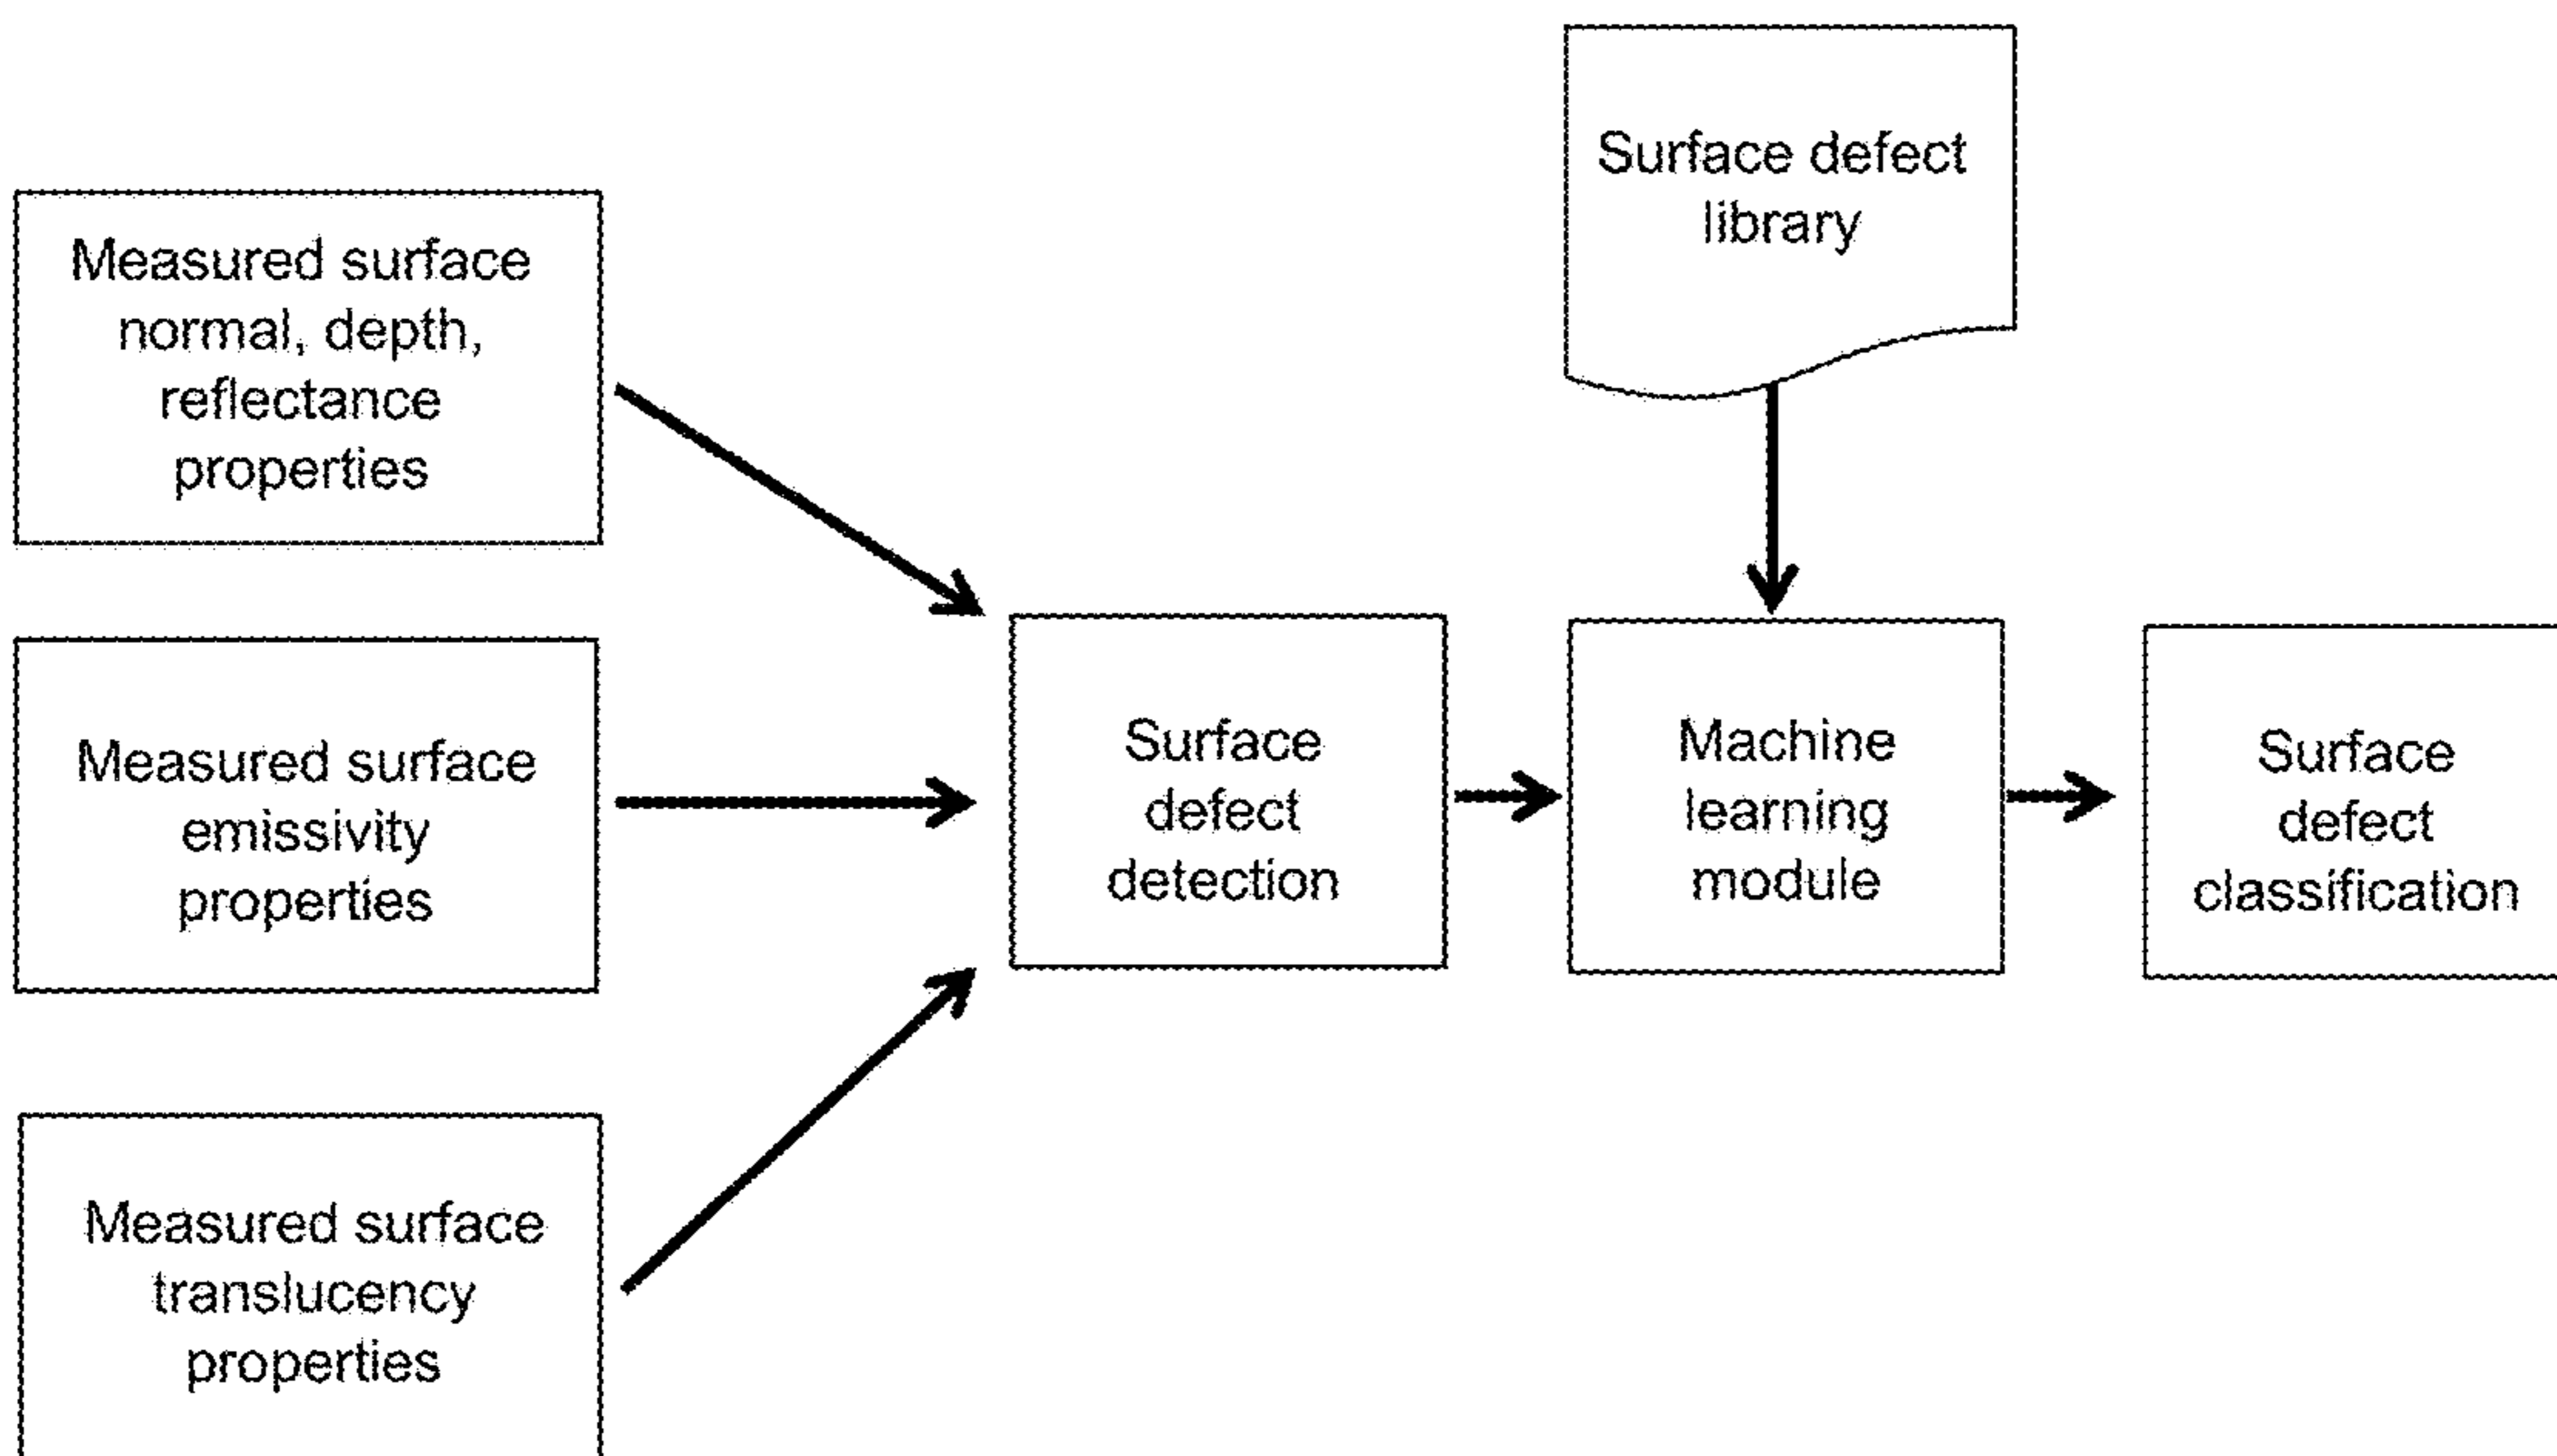 Surface defect
library
Measured surface
normal, depth,
reflectance
properties
Measured surface
emissivity
properties
Measured surface
translucency
properties
Surface
defect
detection
Machine
learning
module
Surface
defect
classification